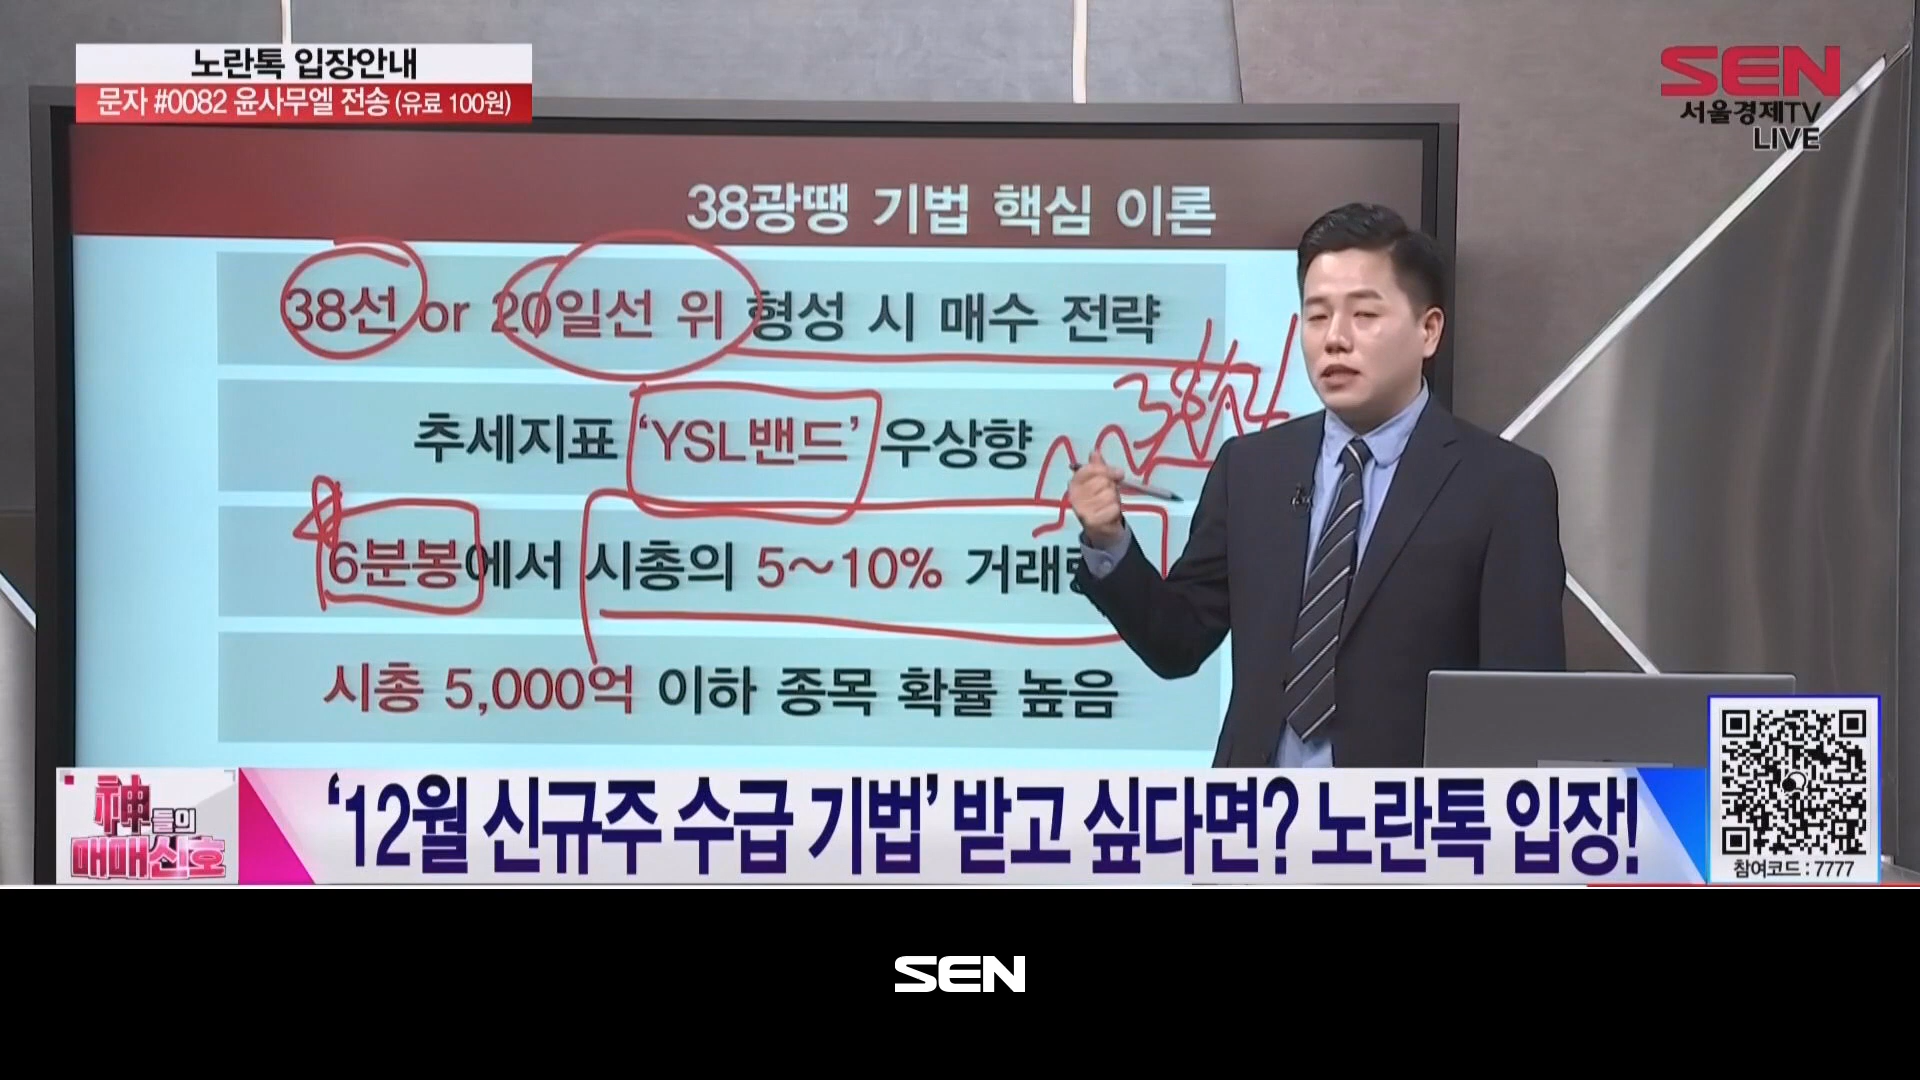 노란톡 입장안내
문자 #0082 윤사무엘 전송 (유료 100원)
SEN
서울경제TV
LIVE
38광땡 기법 핵심 이론
38선 or 20일선 위 형성 시 매수 전략
38선
추세지표 ‘YSL밴드’ 우상향
6분봉에서 시총의 5~10% 거래량
시총 5,000억 이하 종목 확률 높음
神들의
매매신호
‘12월 신규주 수급 기법’ 받고 싶다면? 노란톡 입장!
참여코드 : 7777
SEN